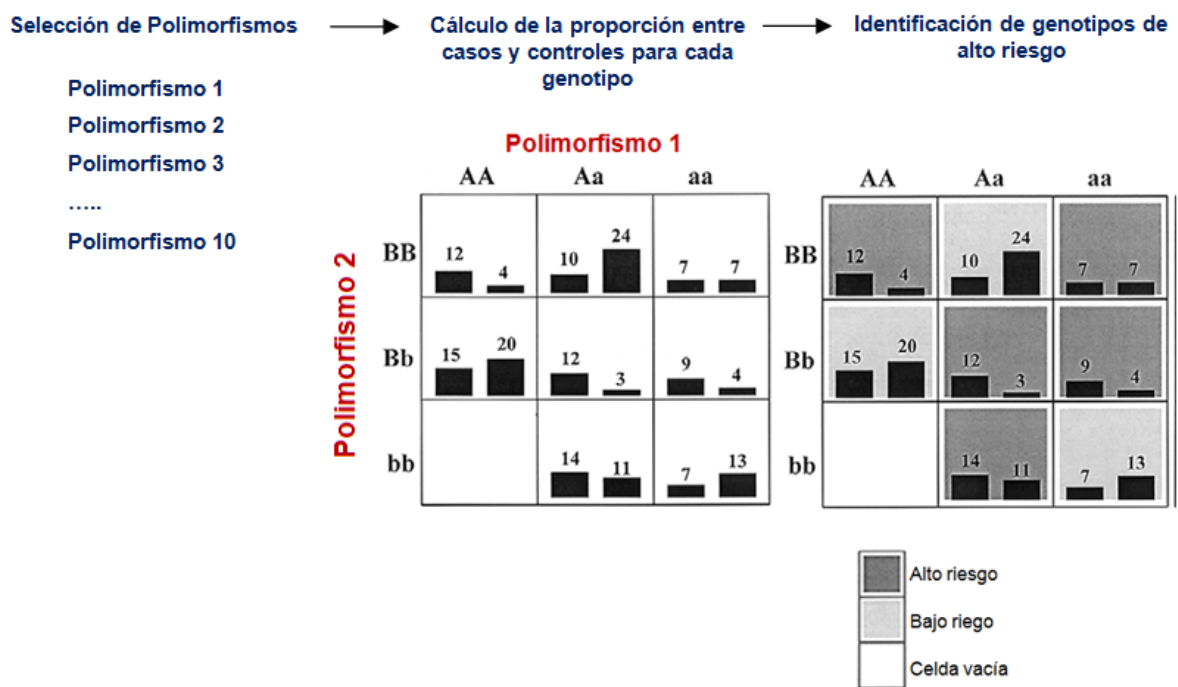 Selección de Polimorfismos
Cálculo de la proporción entre
casos y controles para cada
genotipo
Identificación de genotipos de
alto riesgo
Polimorfismo 1
Polimorfismo 2
Polimorfismo 3
.....
Polimorfismo 10
Polimorfismo 1
Polimorfismo 2
AA Aa aa
BB 12 4 10 24 7 7
Bb 15 20 12 3 9 4
bb 14 11 7 13
AA Aa aa
BB 12 4 10 24 7 7
Bb 15 20 12 3 9 4
bb 14 11 7 13
Alto riesgo
Bajo riego
Celda vacía